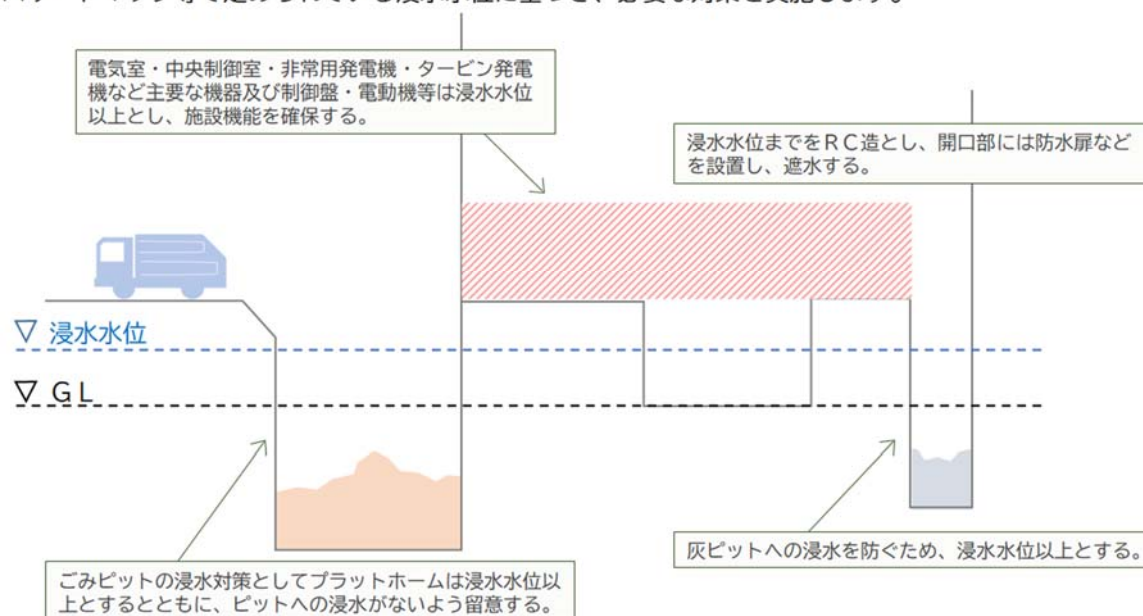 電気室・中央制御室・非常用発電機・タービン発電
機など主要な機器及び制御盤・電動機等は浸水水位
以上とし、施設機能を確保する。
浸水水位までをＲＣ造とし、開口部には防水扉など
を設置し、遮水する。
▽ 浸水水位
▽ ＧＬ
灰ピットへの浸水を防ぐため、浸水水位以上とする。
ごみピットの浸水対策としてプラットホームは浸水水位以
上とするとともに、ピットへの浸水がないよう留意する。